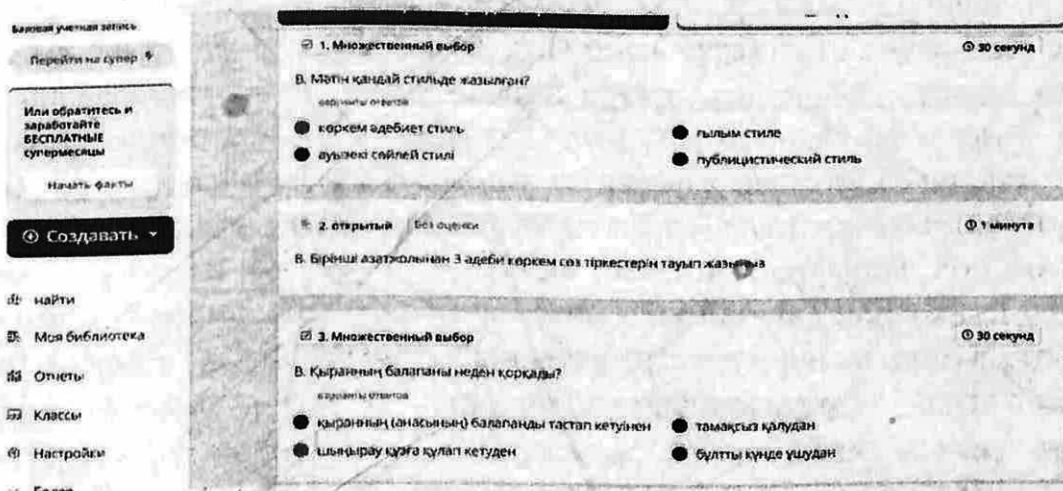 Базовая учетная запись
Перейти на супер
Или обратитесь и
заработайте
БЕСПЛАТНЫЕ
супермесяцы
Начать факты
Создавать
найти
Моя библиотека
Отчеты
Классы
Настройки
1. Множественный выбор
30 секунд
В. Мәтін қандай стильде жазылған?
варианты ответов
көркем әдебиет стиль
ғылым стиле
ауызекі сөйлей стилі
публицистический стиль
2. открытый Без оценки
1 минута
В. Бірінші азатжолынан 3 әдеби көркем сөз тіркестерін тауып жазыңыз
3. Множественный выбор
30 секунд
В. Қыранның балапаны неден қорқады?
варианты ответов
қыранның (анасының) балапанды тастап кетуінен
тамақсыз қалудан
шыңырау құзға құлап кетуден
бұлтты күнде ұшудан